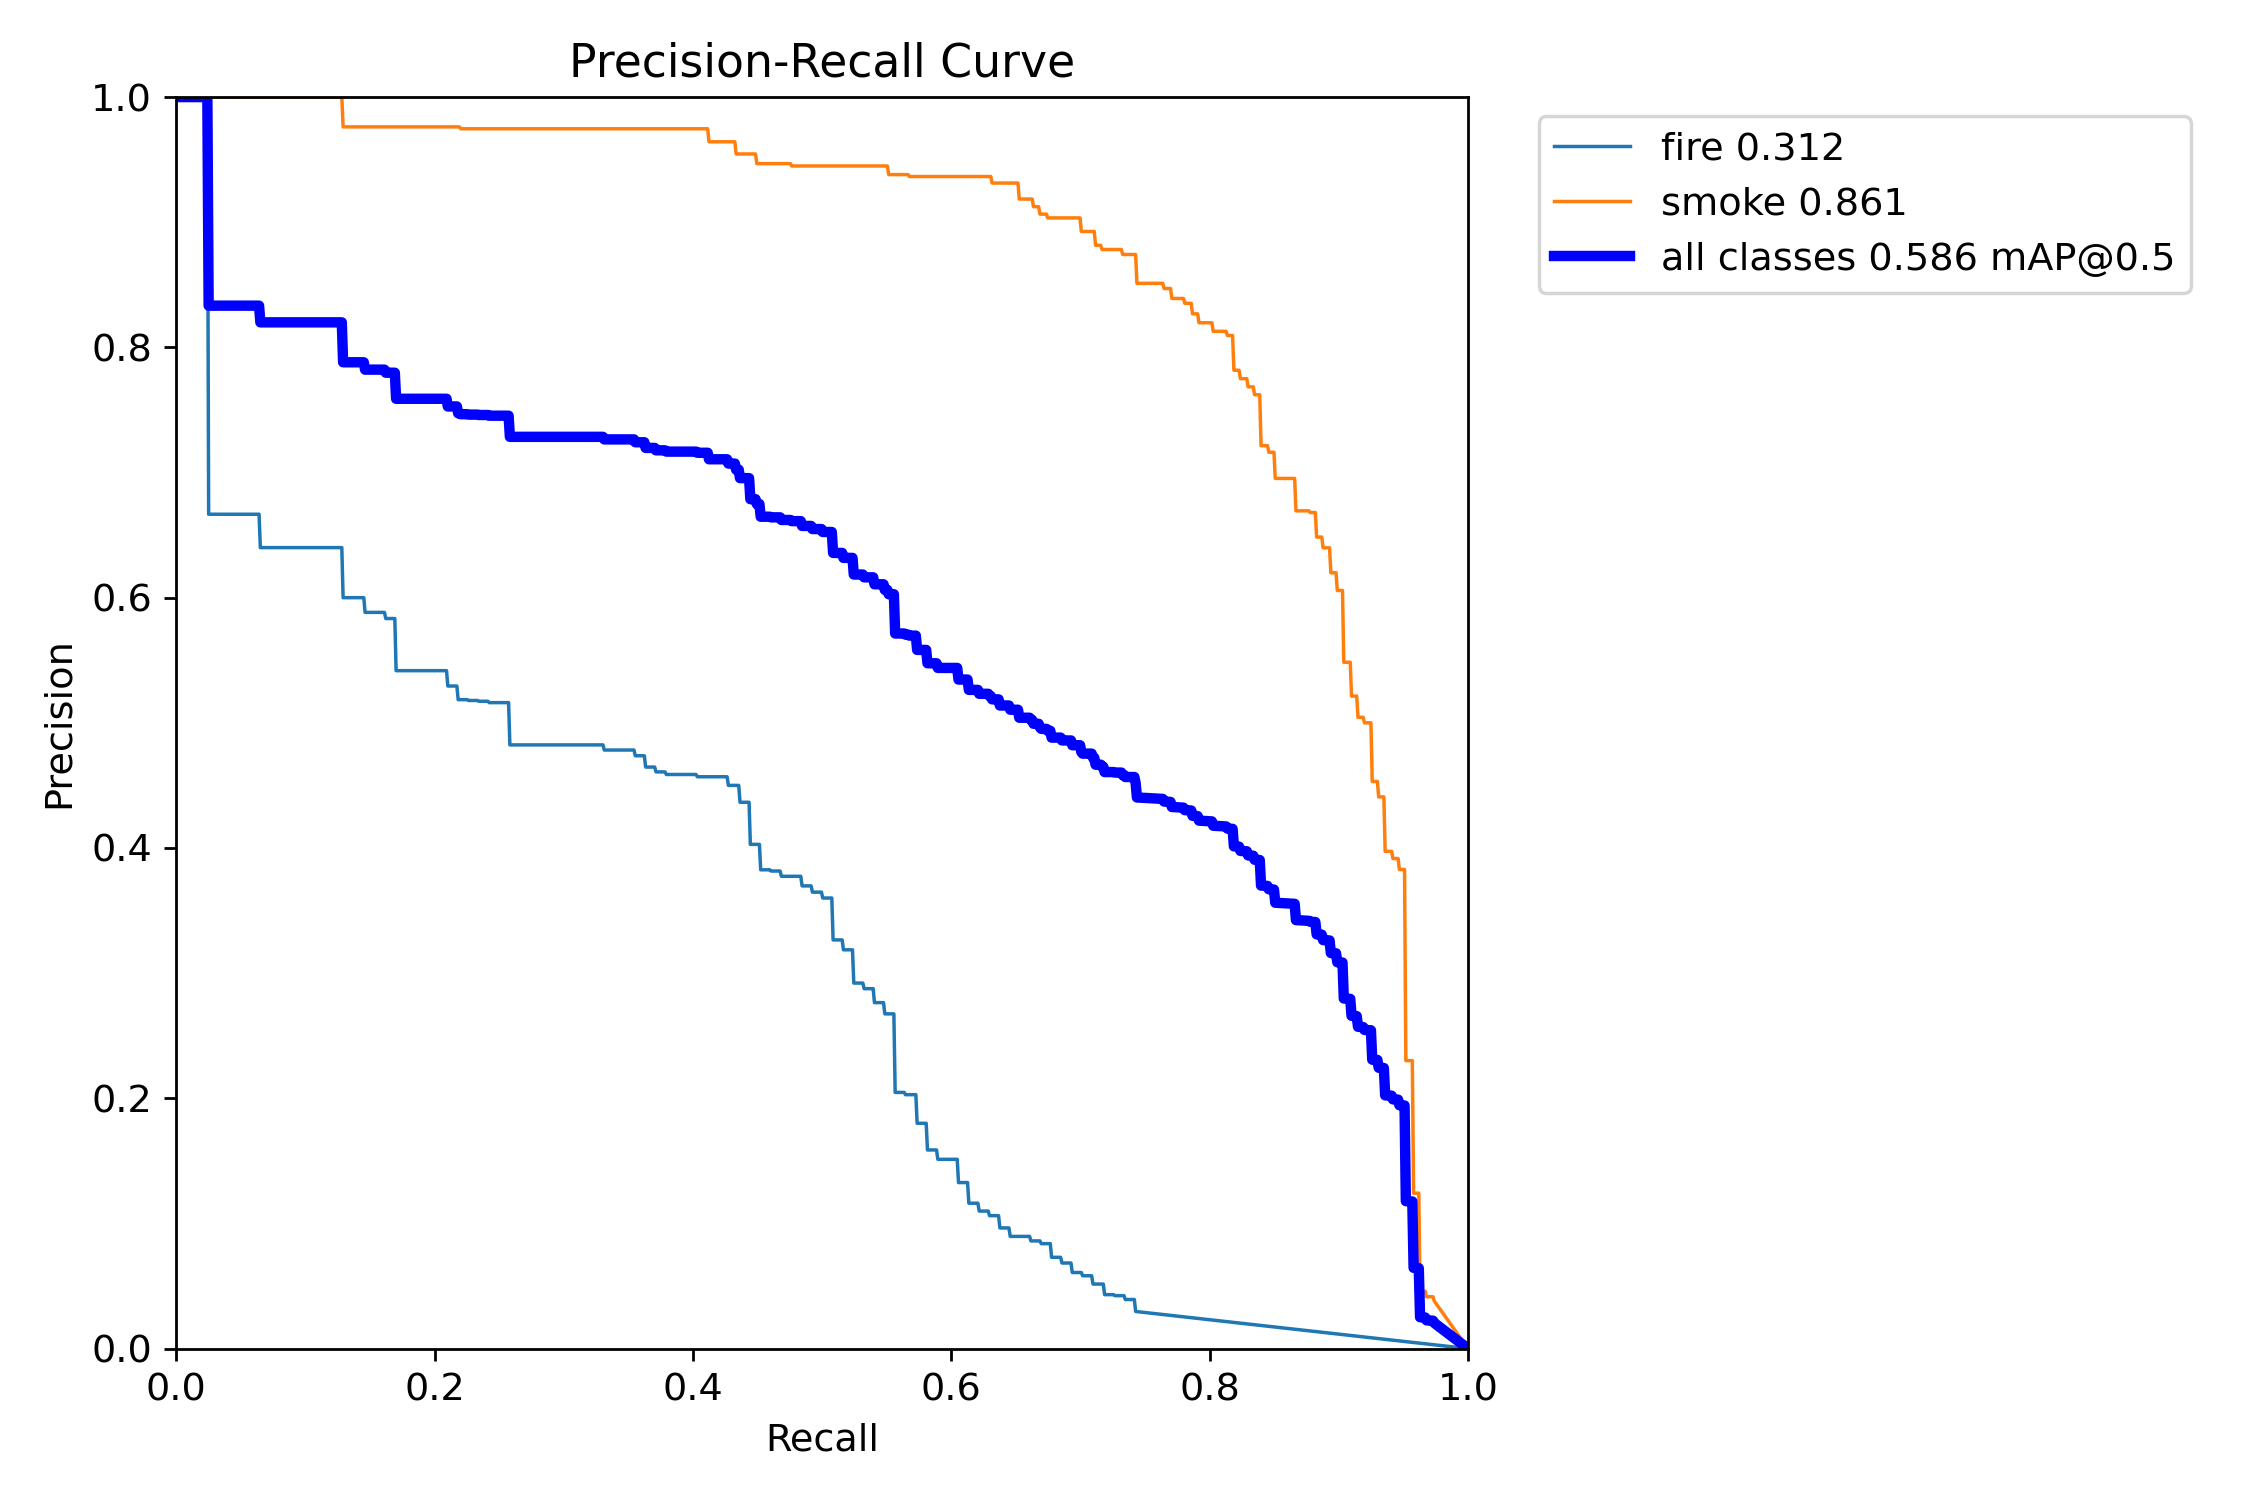 Precision-Recall Curve
1.0
0.8
0.6
0.4
0.2
0.0
Precision
0.0 0.2 0.4 0.6 0.8 1.0
Recall
fire 0.312
smoke 0.861
all classes 0.586 mAP@0.5